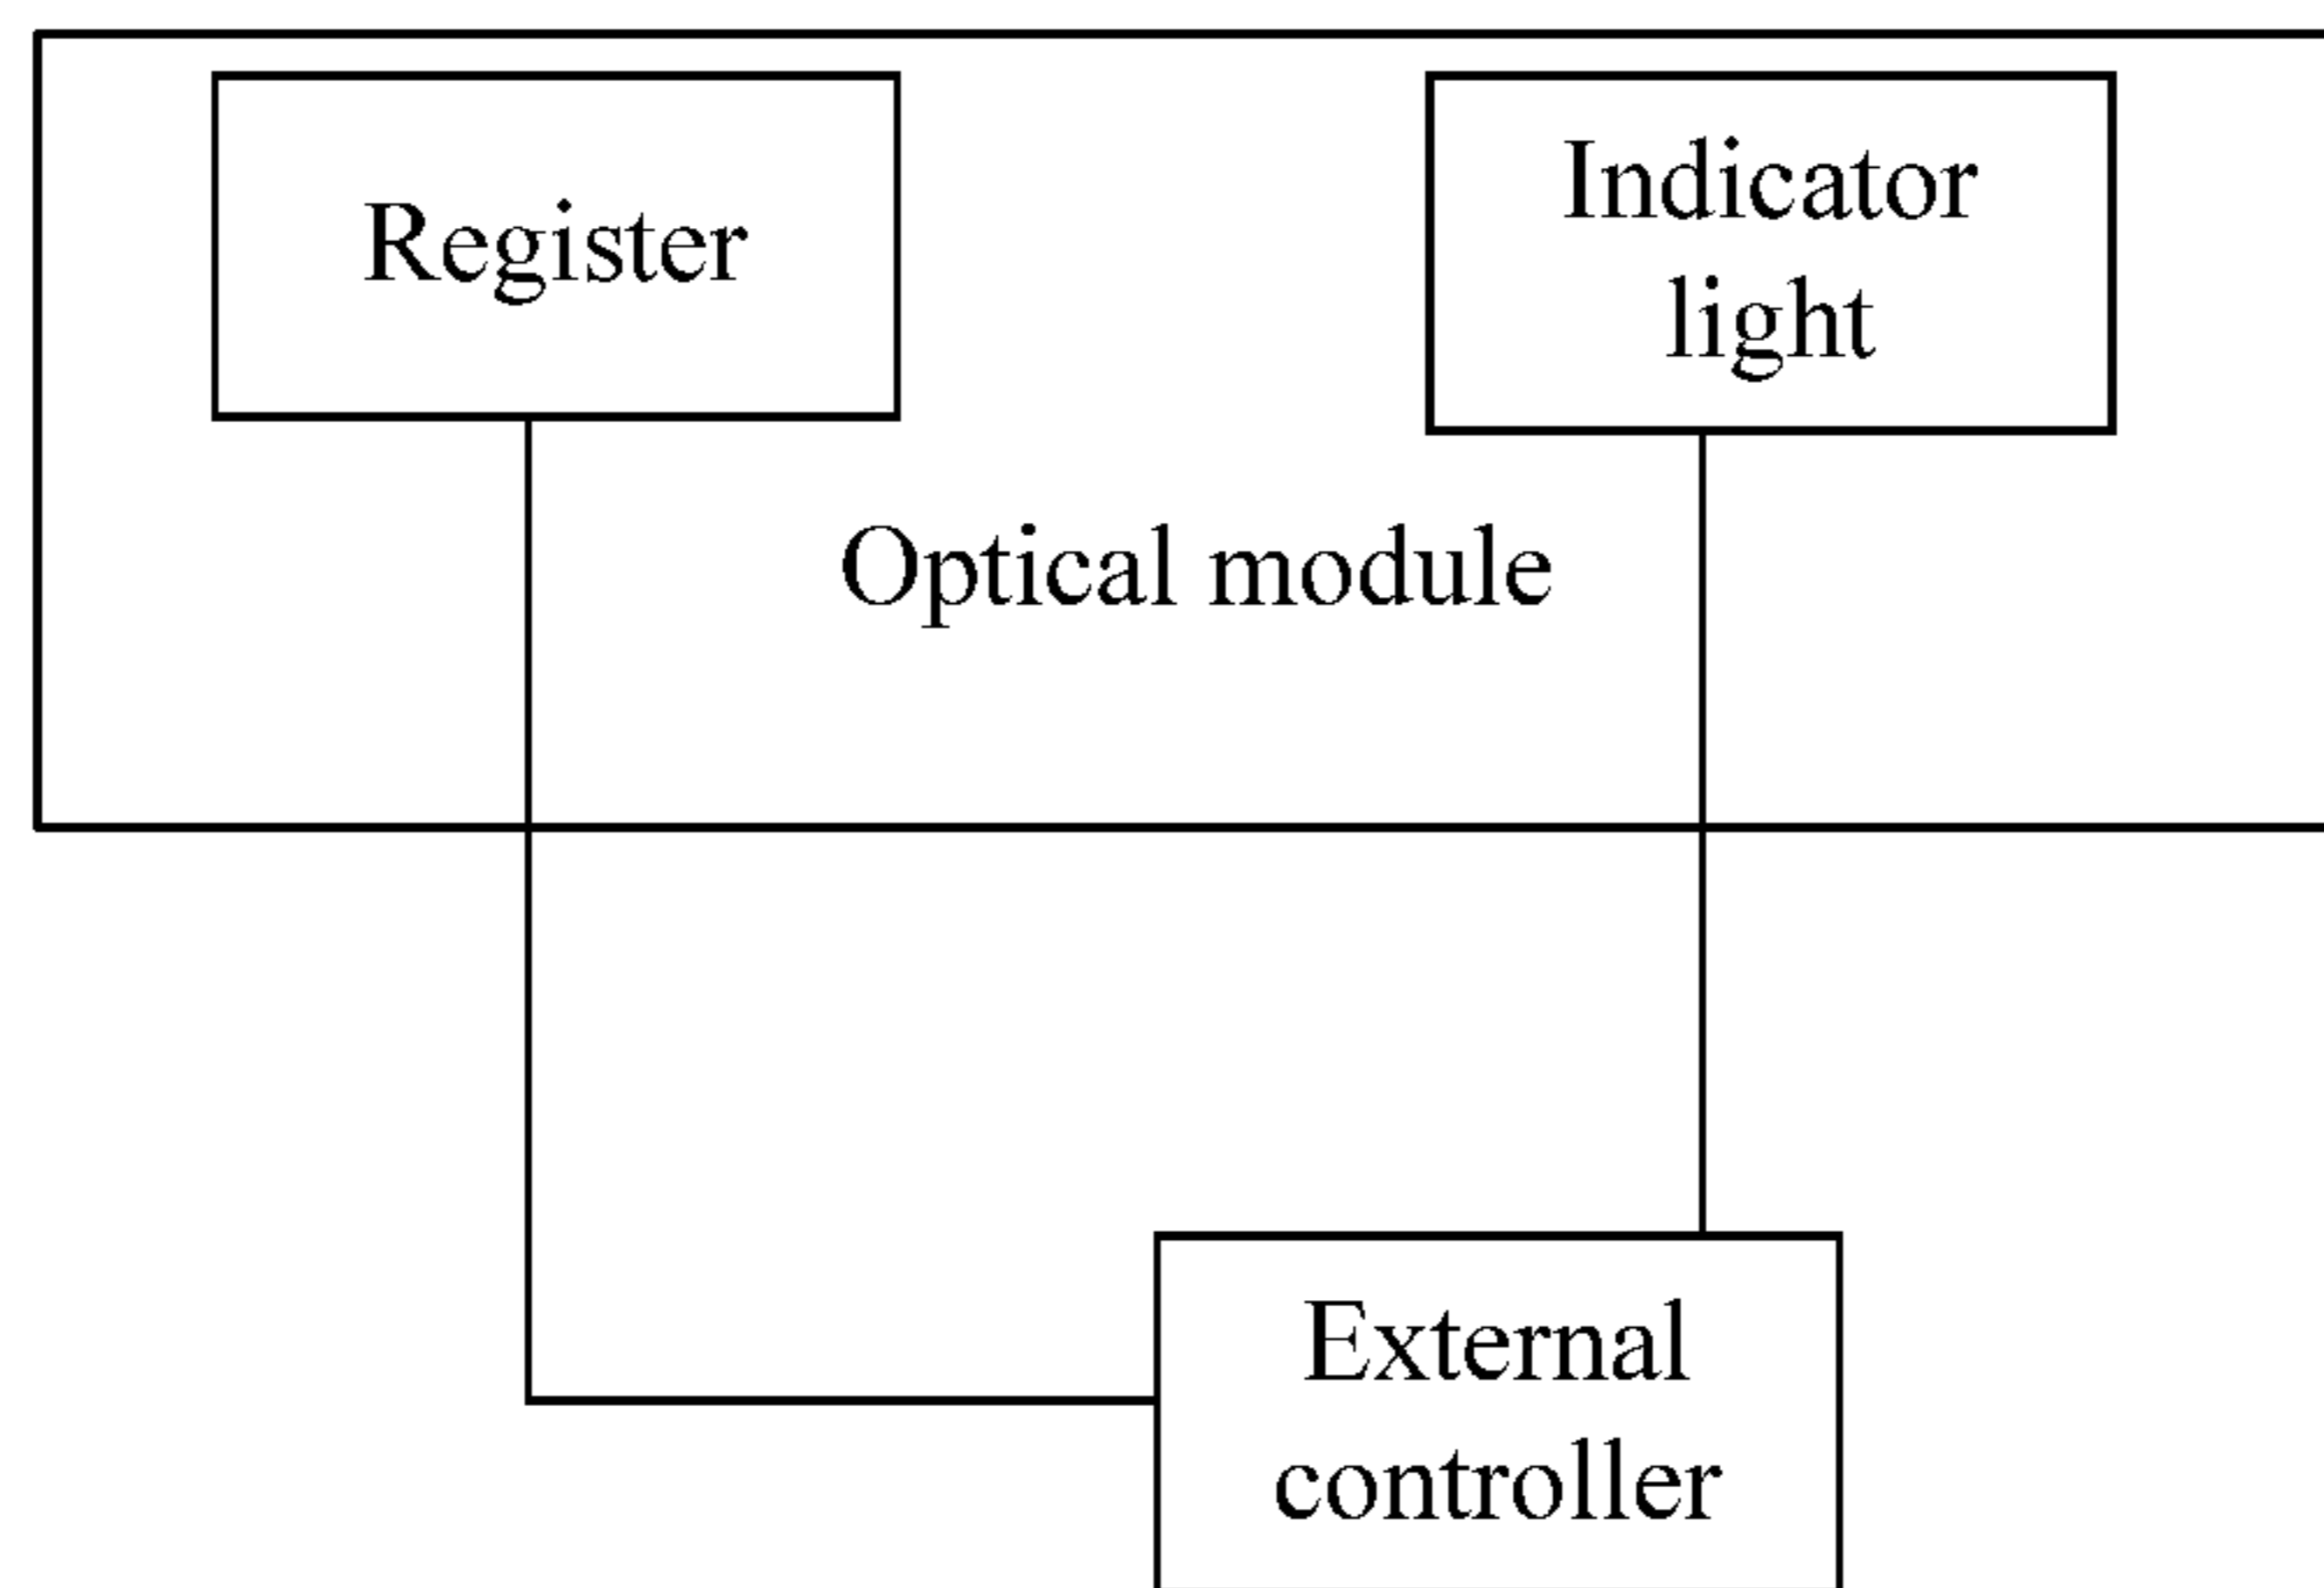 Register
Indicator
light
Optical module
External
controller